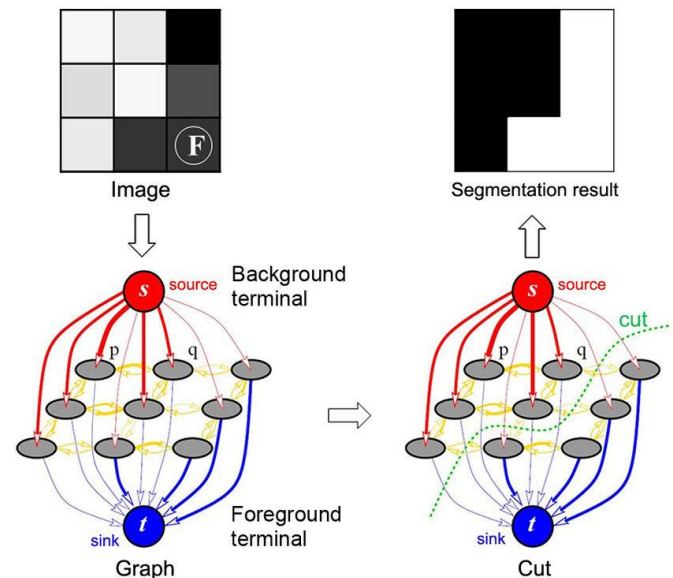 F
Image
Segmentation result
s
source
Background
terminal
p
q
t
sink
Foreground
terminal
Graph
s
source
cut
p
q
t
sink
Cut